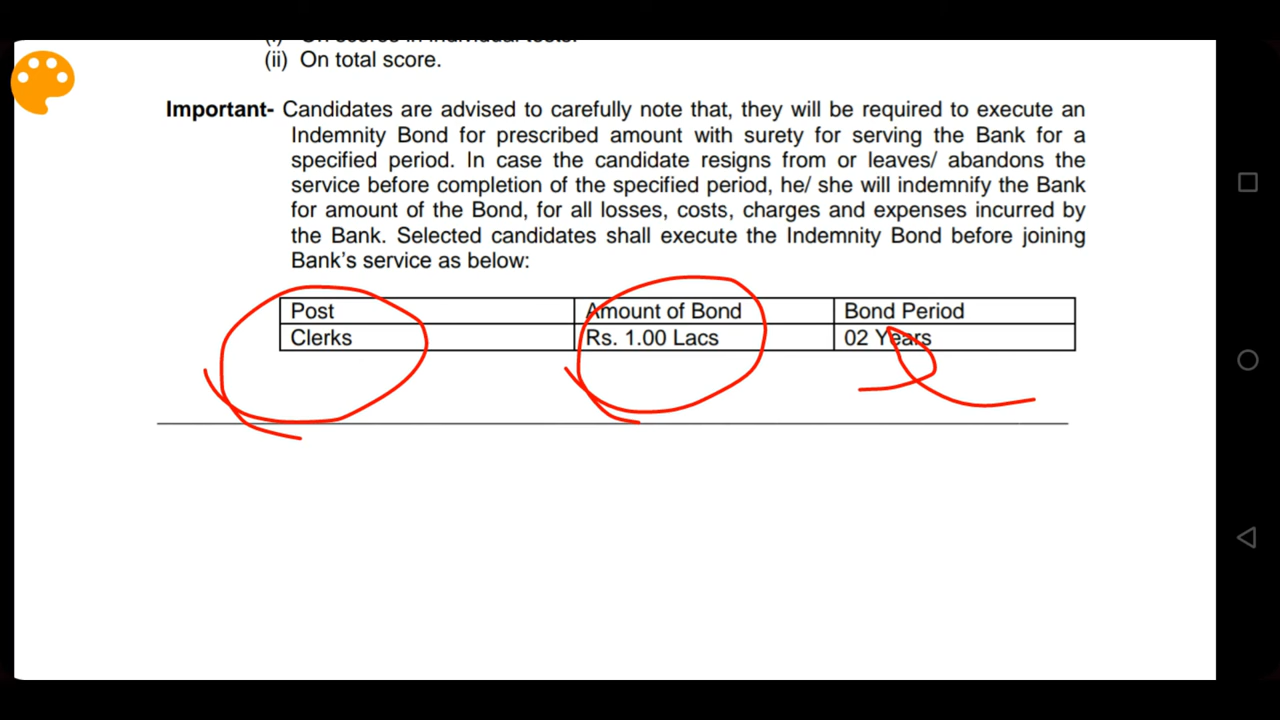 (i) On scores in individual tests.
(ii) On total score.
Important- Candidates are advised to carefully note that, they will be required to execute an
Indemnity Bond for prescribed amount with surety for serving the Bank for a
specified period. In case the candidate resigns from or leaves/ abandons the
service before completion of the specified period, he/ she will indemnify the Bank
for amount of the Bond, for all losses, costs, charges and expenses incurred by
the Bank. Selected candidates shall execute the Indemnity Bond before joining
Bank's service as below:
Post Amount of Bond Bond Period
Clerks Rs. 1.00 Lacs 02 Years